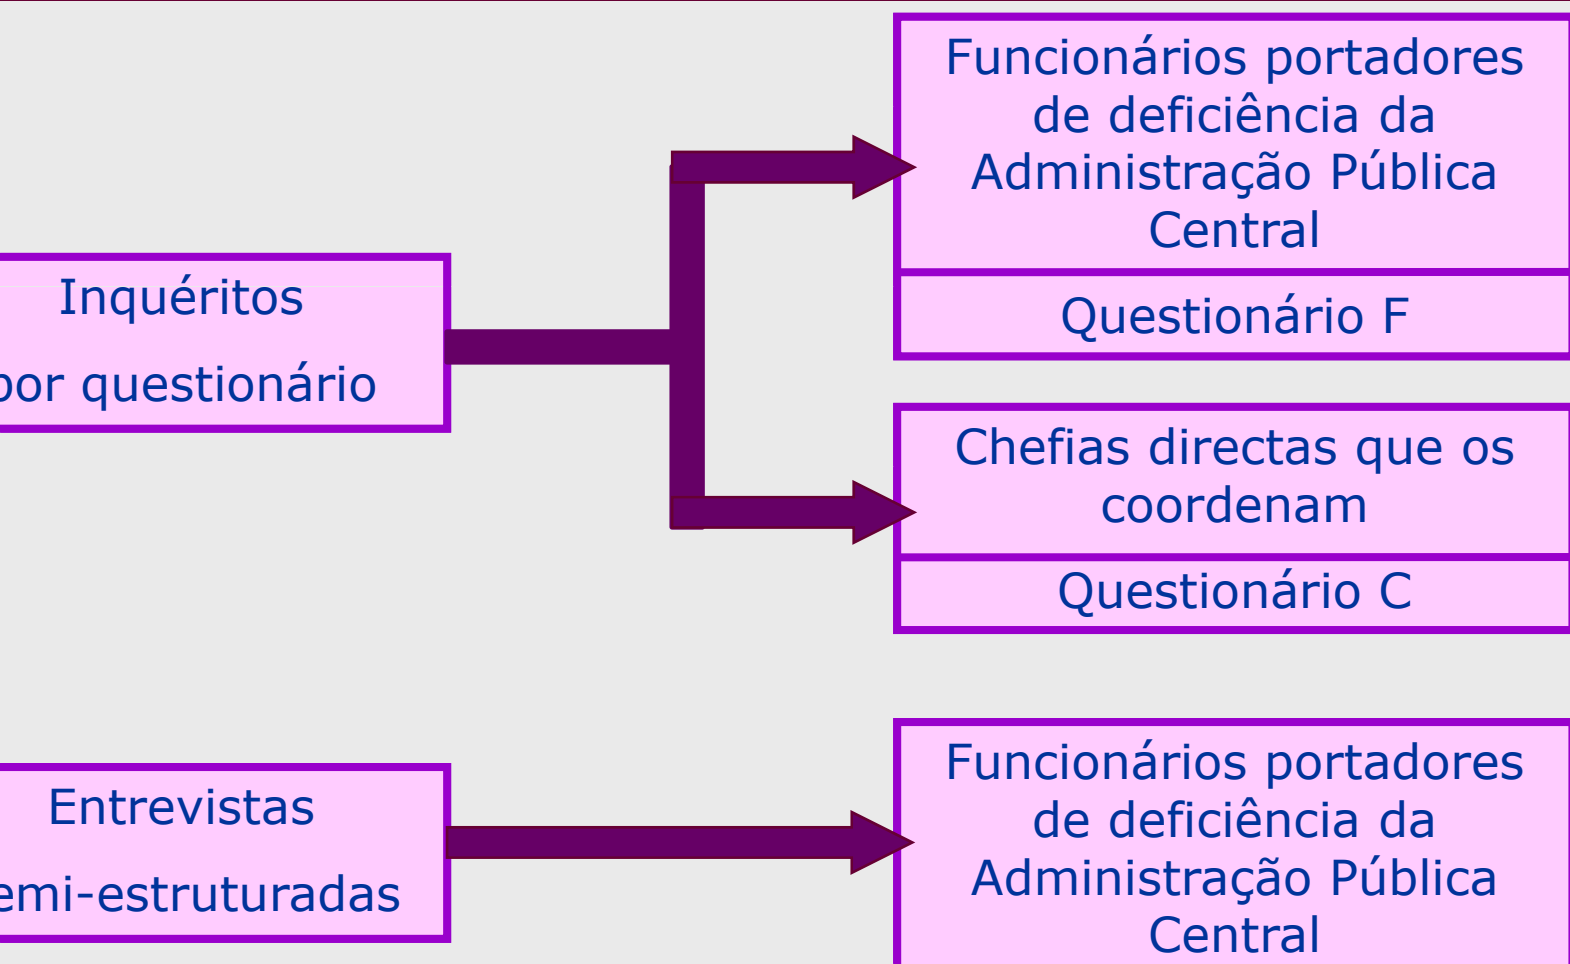 Funcionários portadores
de deficiência da
Administração Pública
Central
Questionário F
Inquéritos
por questionário
Chefias directas que os
coordenam
Questionário C
Entrevistas
emi-estruturadas
Funcionários portadores
de deficiência da
Administração Pública
Central